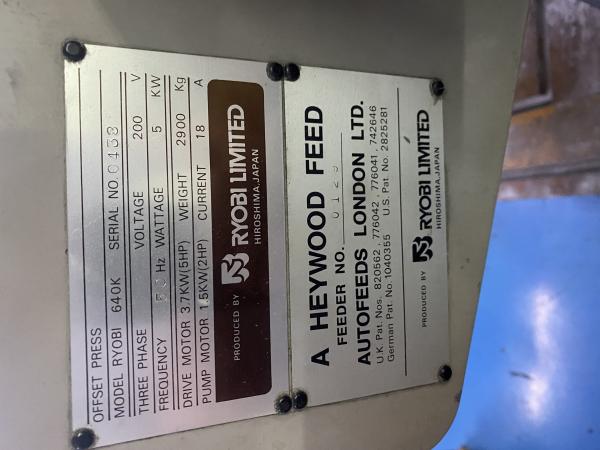 OFFSET PRESS
MODEL RYOBI 640K SERIAL NO. 0438
THREE PHASE VOLTAGE 200 V
FREQUENCY Hz WATTAGE 5 KW
DRIVE MOTOR 3.7KW(5HP) WEIGHT 2900 Kg
PUMP MOTOR 1.5KW(2HP) CURRENT 18 A
PRODUCED BY RYOBI LIMITED
HIROSHIMA, JAPAN
A HEYWOOD FEED
FEEDER NO.
AUTOFEEDS LONDON LTD.
U.K. Pat. Nos. 820562, 776042, 776041, 742646
German Pat. No. 1040355 U.S. Pat. No. 2825281
PRODUCED BY RYOBI LIMITED
HIROSHIMA, JAPAN